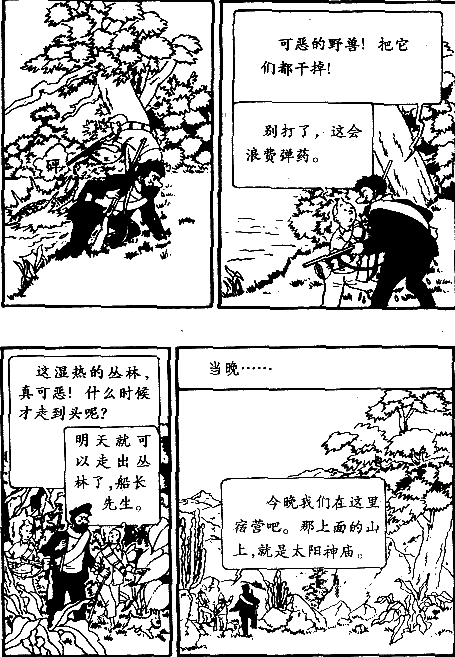 砰
可恶的野兽！把它
们都干掉！
别打了，这会
浪费弹药。
这湿热的丛林，
真可恶！什么时候
才走到头呢？
明天就可
以走出丛
林了，船长
先生。
当晚……
今晚我们在这里
宿营吧。那上面的山
上，就是太阳神庙。